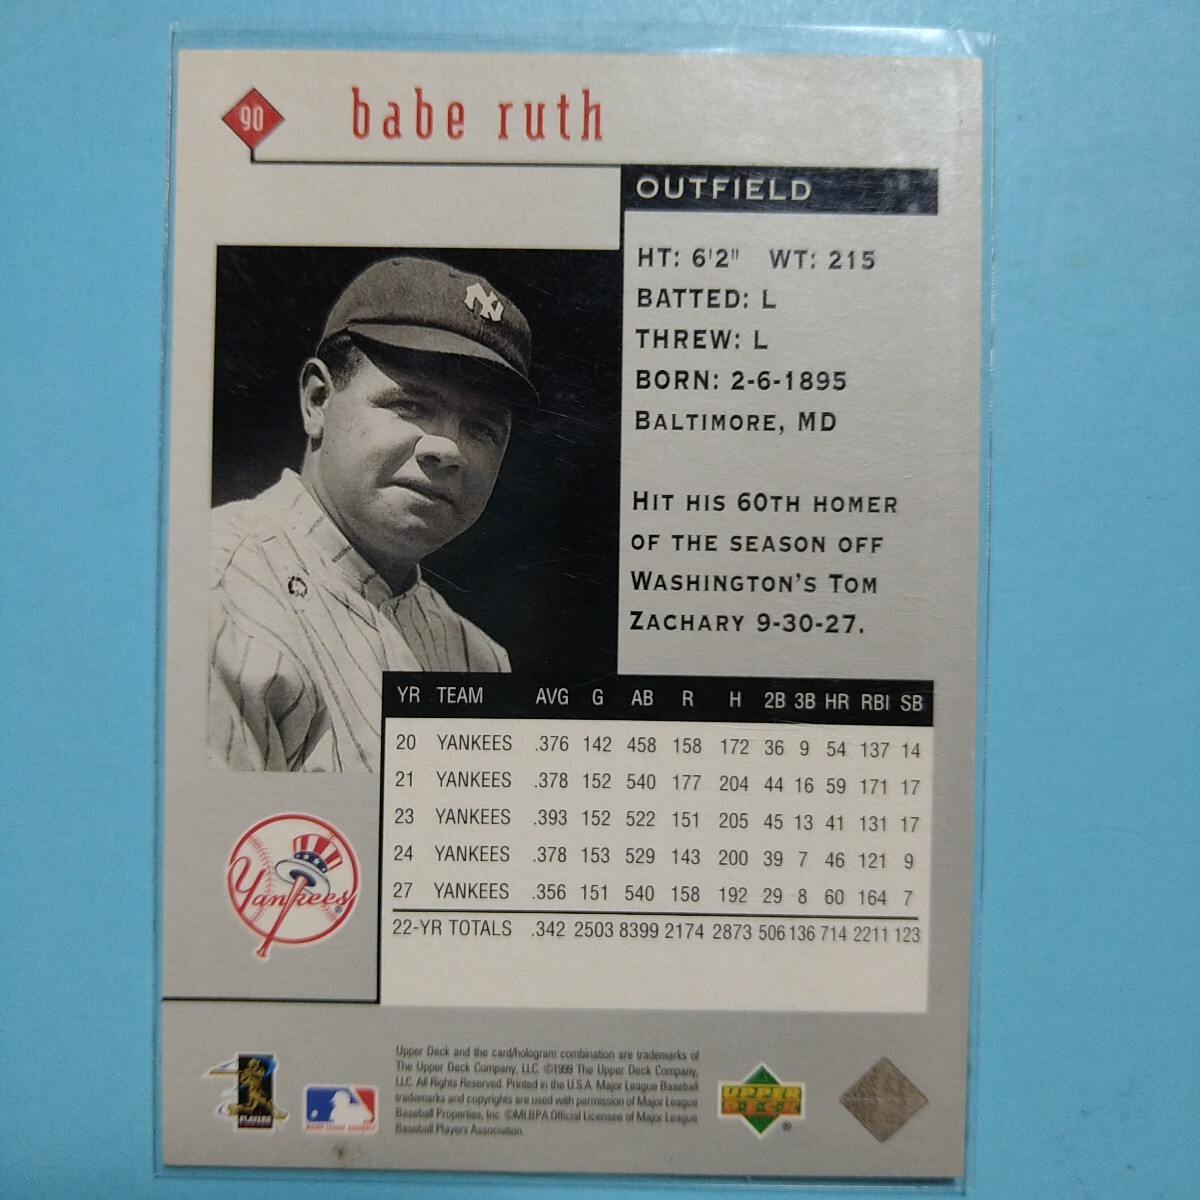 90
babe ruth
OUTFIELD
HT: 6'2" WT: 215
BATTED: L
THREW: L
BORN: 2-6-1895
BALTIMORE, MD
HIT HIS 60TH HOMER
OF THE SEASON OFF
WASHINGTON'S TOM
ZACHARY 9-30-27.
NY
YR TEAM AVG G AB R H 2B 3B HR RBI SB
20 YANKEES .376 142 458 158 172 36 9 54 137 14
21 YANKEES .378 152 540 177 204 44 16 59 171 17
23 YANKEES .393 152 522 151 205 45 13 41 131 17
24 YANKEES .378 153 529 143 200 39 7 46 121 9
27 YANKEES .356 151 540 158 192 29 8 60 164 7
22-YR TOTALS .342 2503 8399 2174 2873 506 136 714 2211 123
Yankees ®
Upper Deck and the card/hologram combination are trademarks of
The Upper Deck Company, LLC. ©1999 The Upper Deck Company,
LLC. All Rights Reserved. Printed in the U.S.A. Major League Baseball
trademarks and copyrights are used with permission of Major League
Baseball Properties, Inc. ©MLBPA Official Licensee of Major League
Baseball Players Association.
PLAYERS
MAJOR LEAGUE BASEBALL
UPPER
DECK ®